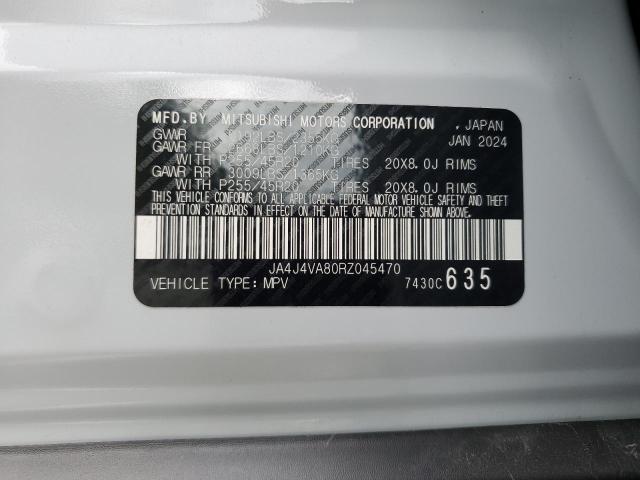 MFD.BY MITSUBISHI MOTORS CORPORATION , JAPAN
GVWR JAN 2024
GAWR FR
WITH P255/45R20 TIRES 20X8.0J RIMS
GAWR RR 3009LBS 1365KG
WITH P255/45R20 TIRES 20X8.0J RIMS
THIS VEHICLE CONFORMS TO ALL APPLICABLE FEDERAL MOTOR VEHICLE SAFETY AND THEFT
PREVENTION STANDARDS IN EFFECT ON THE DATE OF MANUFACTURE SHOWN ABOVE.
JA4J4VA80RZ045470
VEHICLE TYPE:MPV 7430C 635